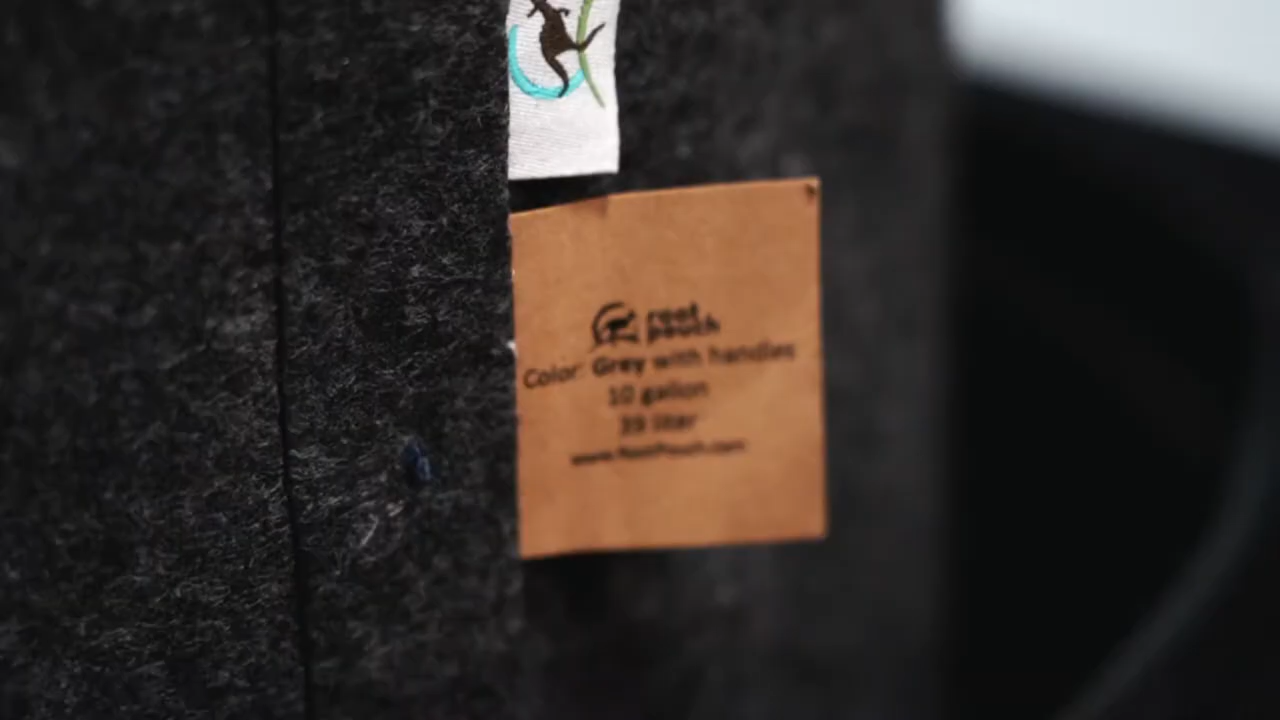 root
pouch
Color: Grey with handles
10 gallon
39 liter
www.RootPouch.com